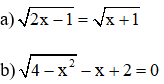 a) √(2x − 1) = √(x + 1)
b) √(4 − x²) − x + 2 = 0